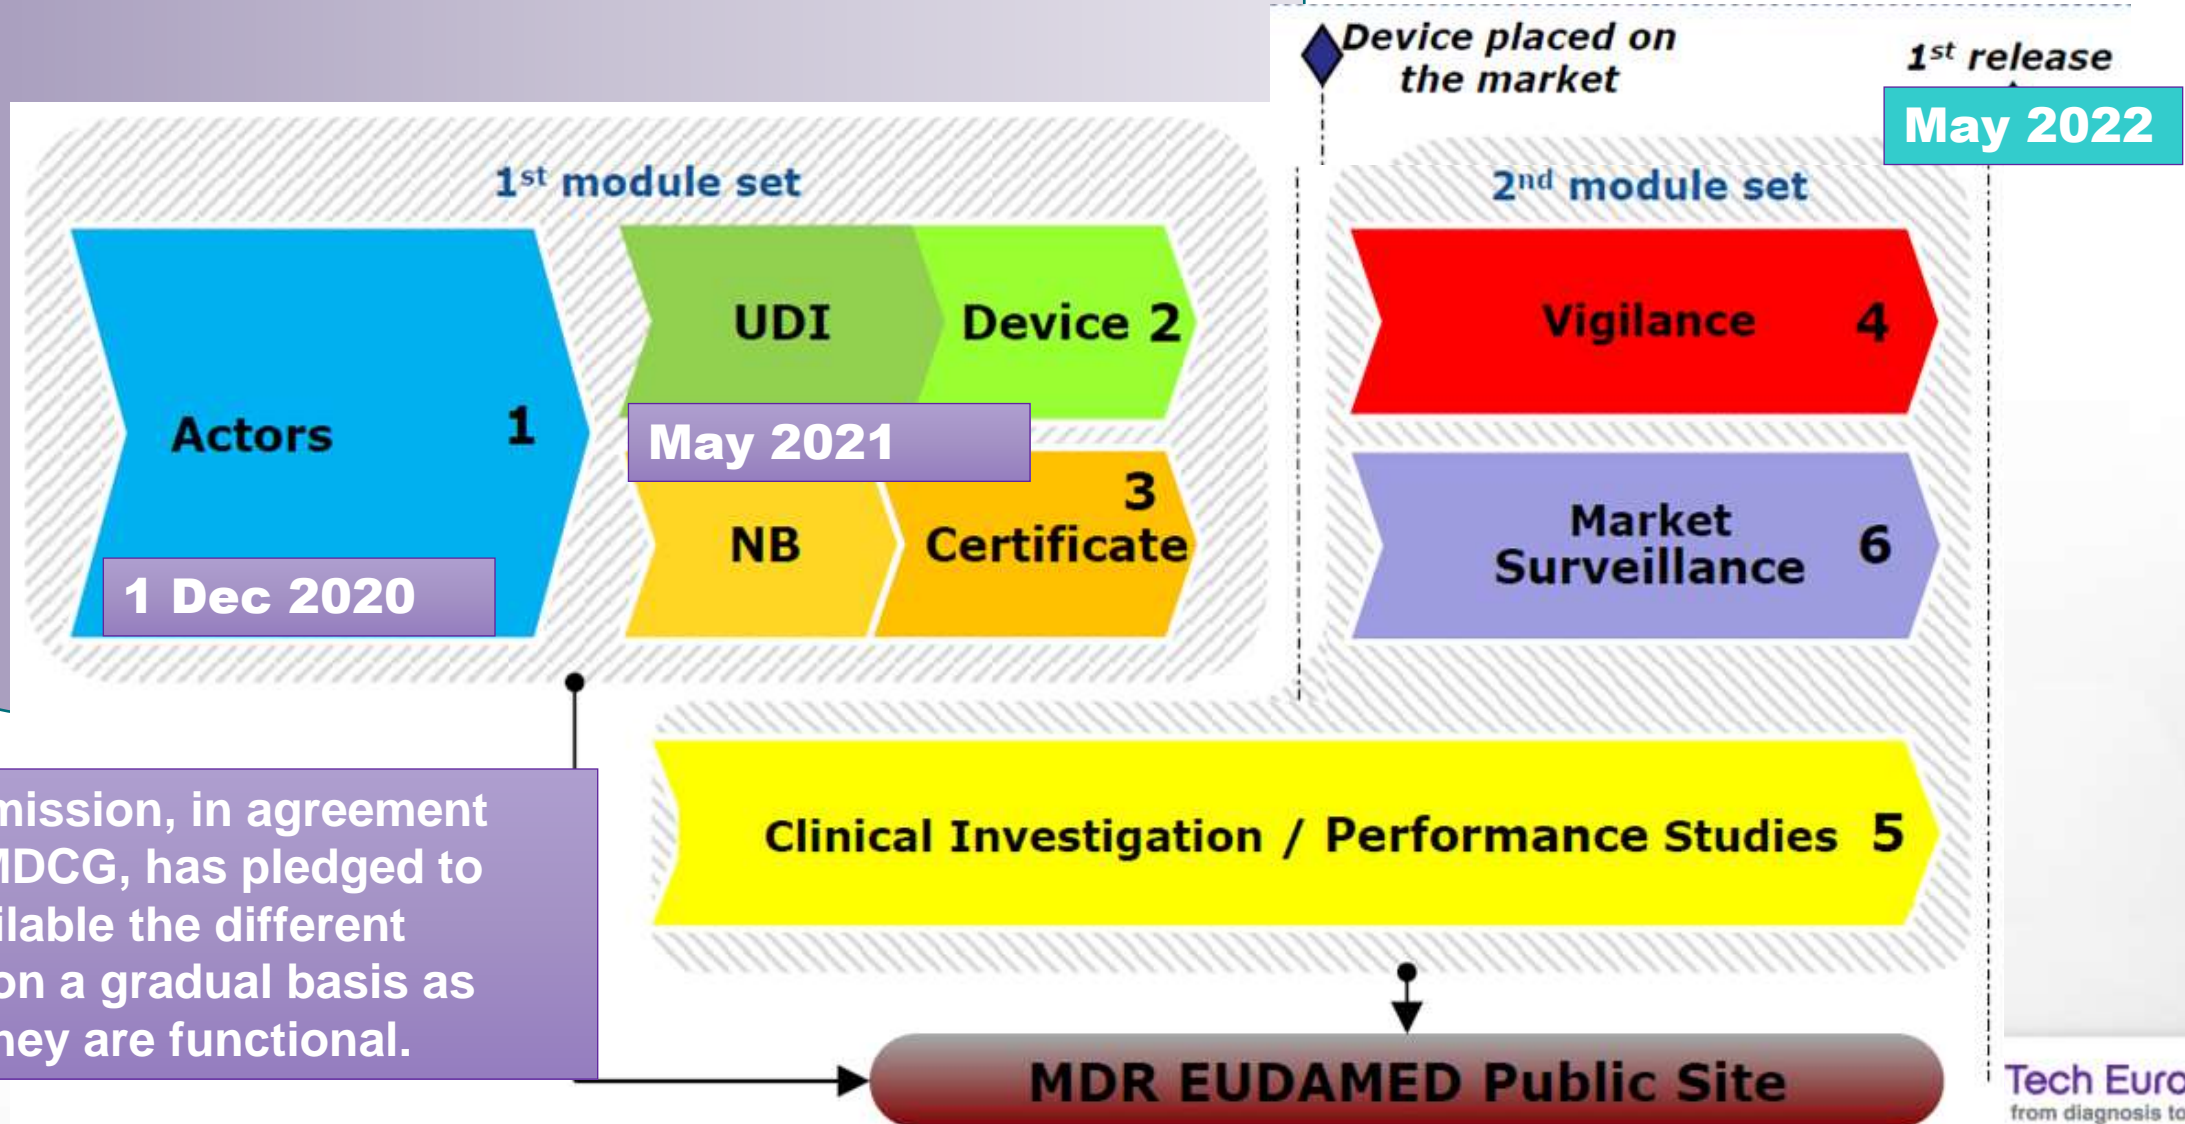 Device placed on
the market
1st release
May 2022
1st module set
2nd module set
Actors 1
1 Dec 2020
UDI
Device 2
May 2021
NB
3
Certificate
Vigilance 4
Market
Surveillance 6
Clinical Investigation / Performance Studies 5
mission, in agreement
MDCG, has pledged to
ilable the different
on a gradual basis as
hey are functional.
MDR EUDAMED Public Site
Tech Euro
from diagnosis to